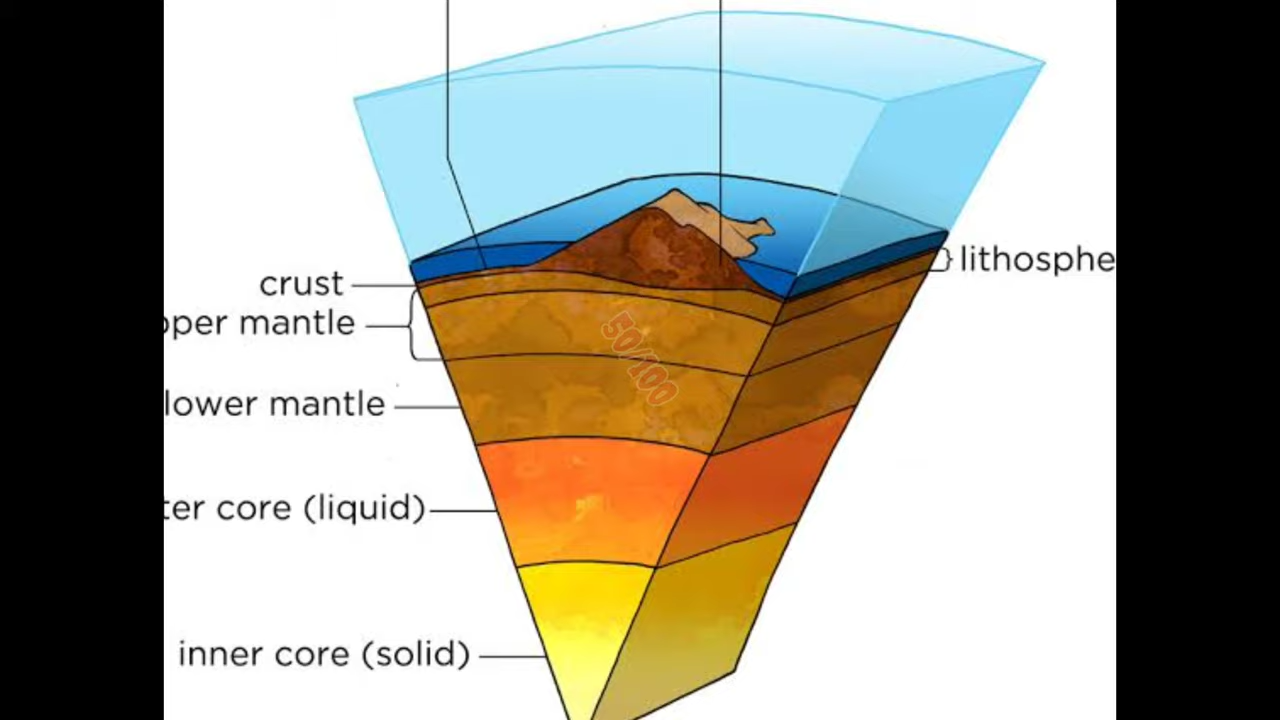 crust
lithosphe
pper mantle
50/100
lower mantle
ter core (liquid)
inner core (solid)